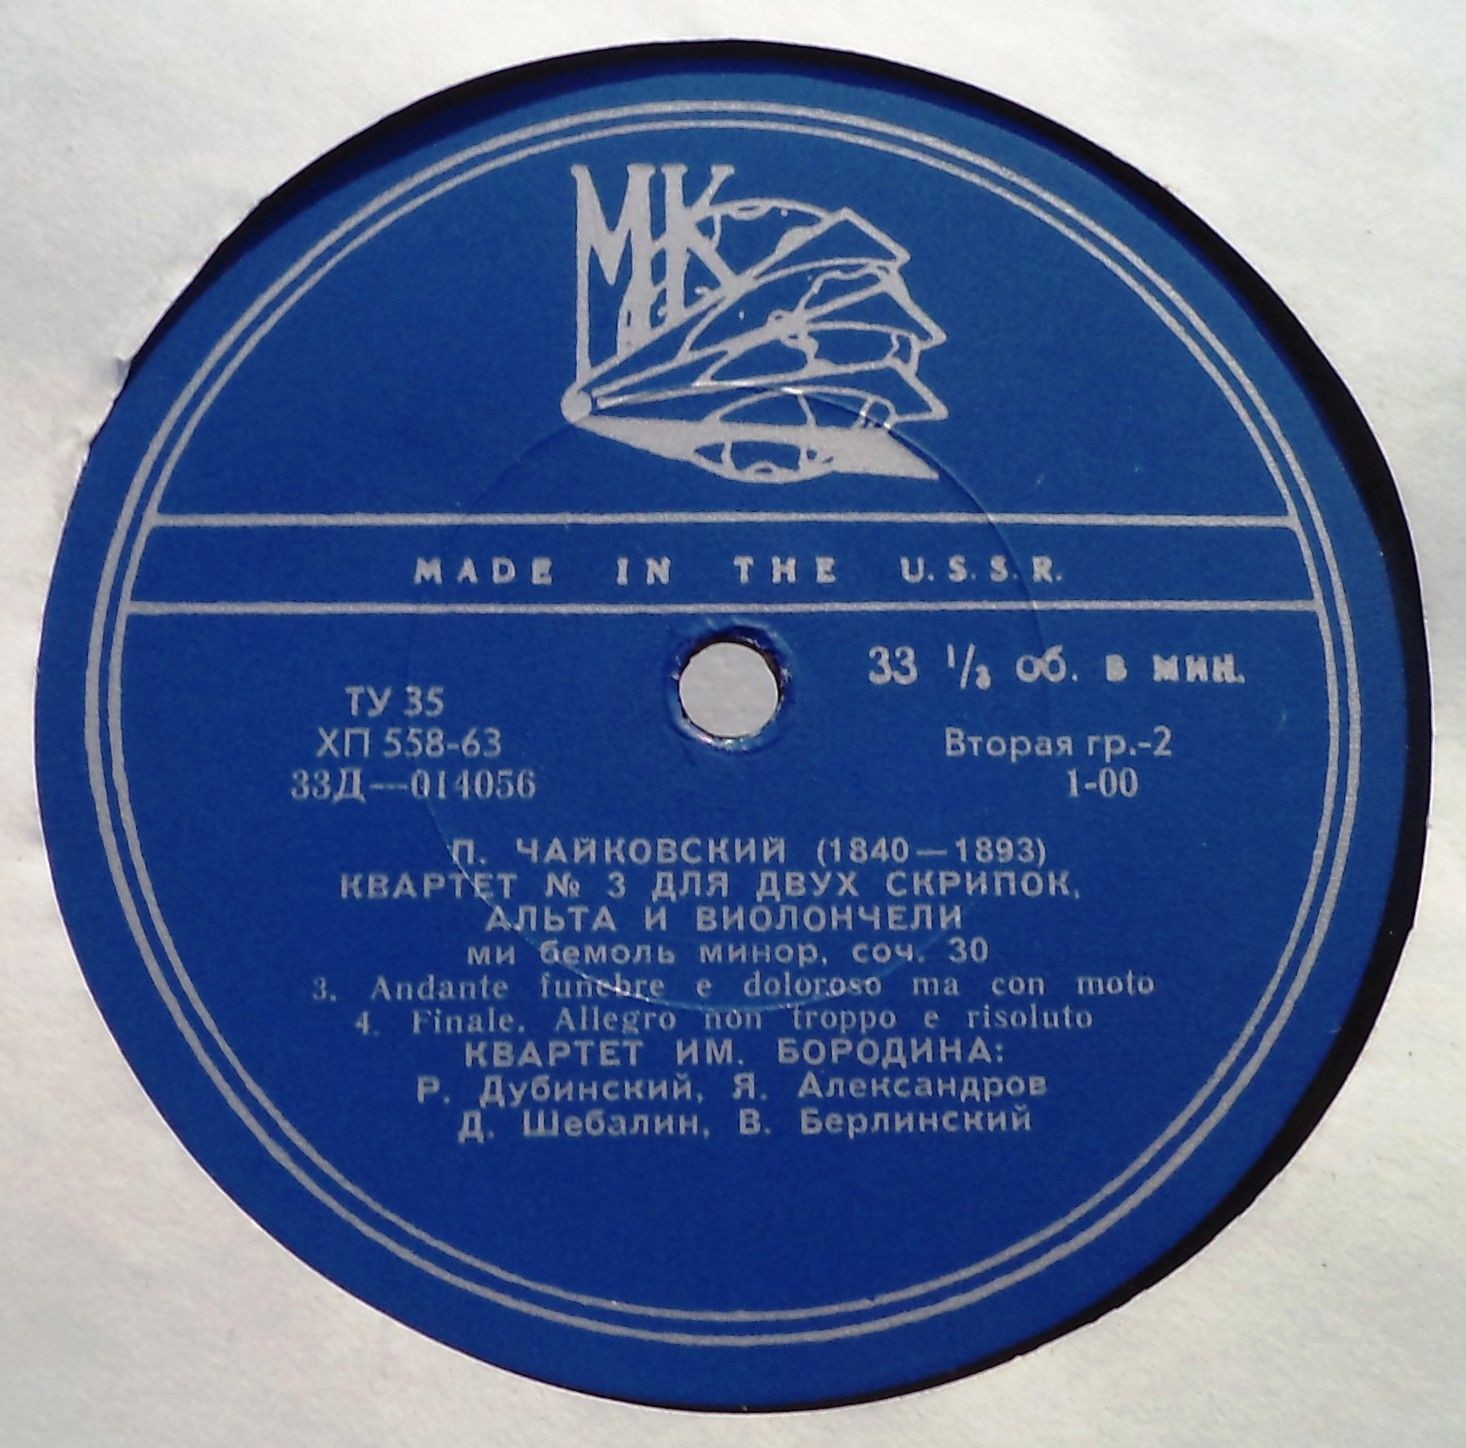 МК
MADE IN THE U.S.S.R.
33 1/3 об. в мин.
ТУ 35
ХП 558-63
33Д—014056
Вторая гр.-2
1-00
П. ЧАЙКОВСКИЙ (1840—1893)
КВАРТЕТ № 3 ДЛЯ ДВУХ СКРИПОК,
АЛЬТА И ВИОЛОНЧЕЛИ
ми бемоль минор, соч. 30
3. Andante funebre e doloroso ma con moto
4. Finale. Allegro non troppo e risoluto
КВАРТЕТ ИМ. БОРОДИНА:
Р. Дубинский, Я. Александров
Д. Шебалин, В. Берлинский